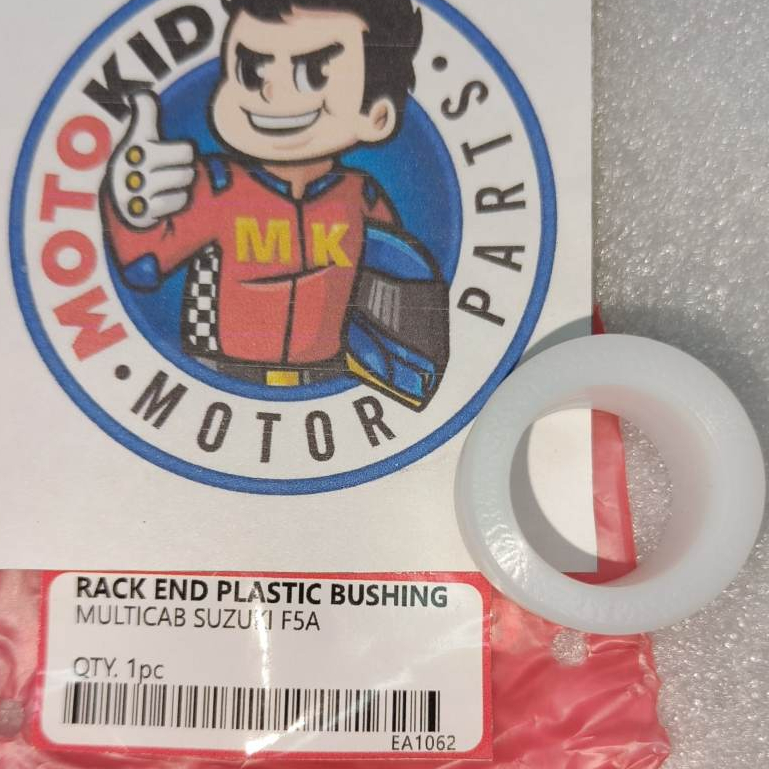 MOTOKID
MOTOR PARTS
MK
RACK END PLASTIC BUSHING
MULTICAB SUZUKI F5A
QTY. 1pc
EA1062